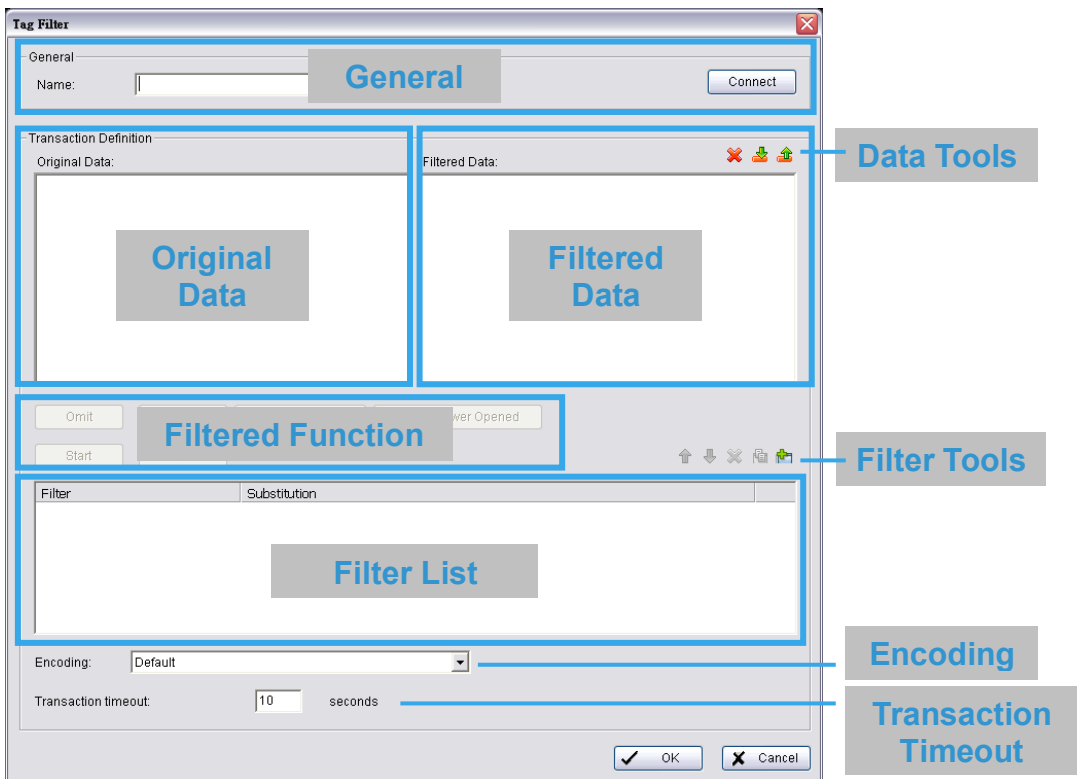 Tag Filter
General
General
Name:
Connect
Transaction Definition
Original Data:
Filtered Data:
Data Tools
Original
Data
Filtered
Data
Omit
wer Opened
Filtered Function
Start
Filter Tools
Filter Substitution
Filter List
Encoding: Default
Encoding
Transaction timeout: 10 seconds
Transaction
Timeout
OK Cancel